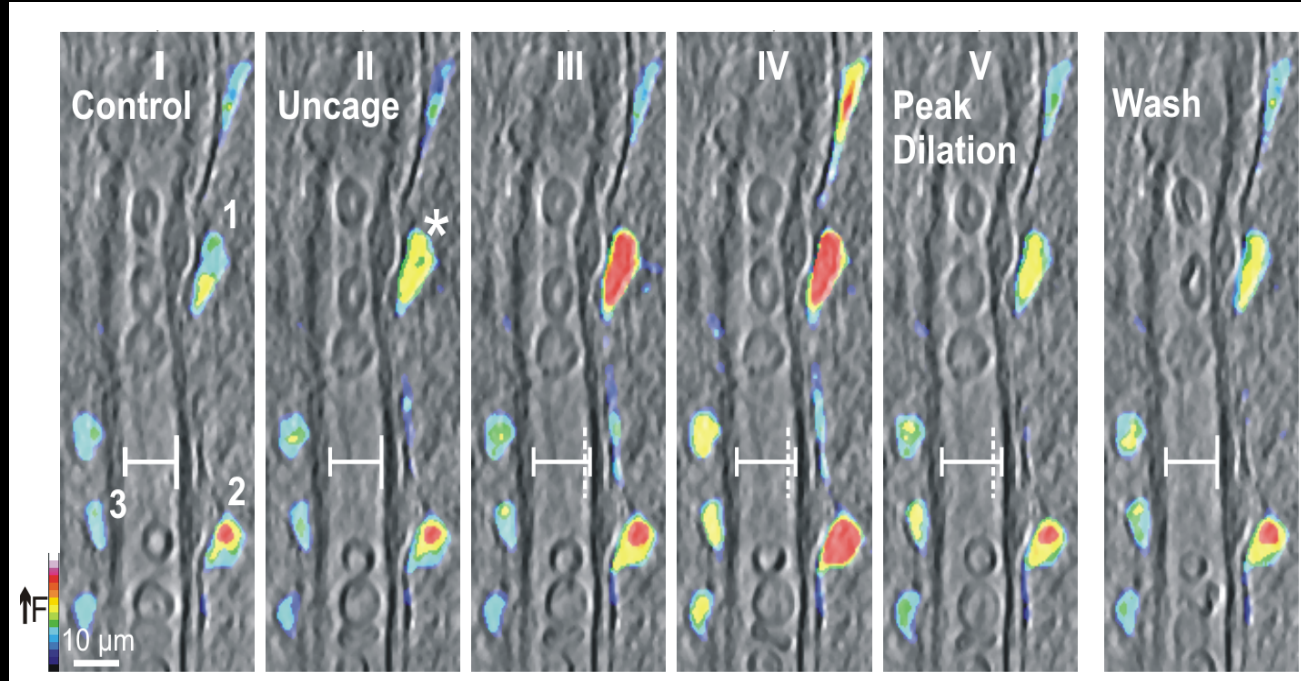 I
Control
II
Uncage
III
IV
V
Peak
Dilation
Wash
1
*
3
2
↑F
10 µm